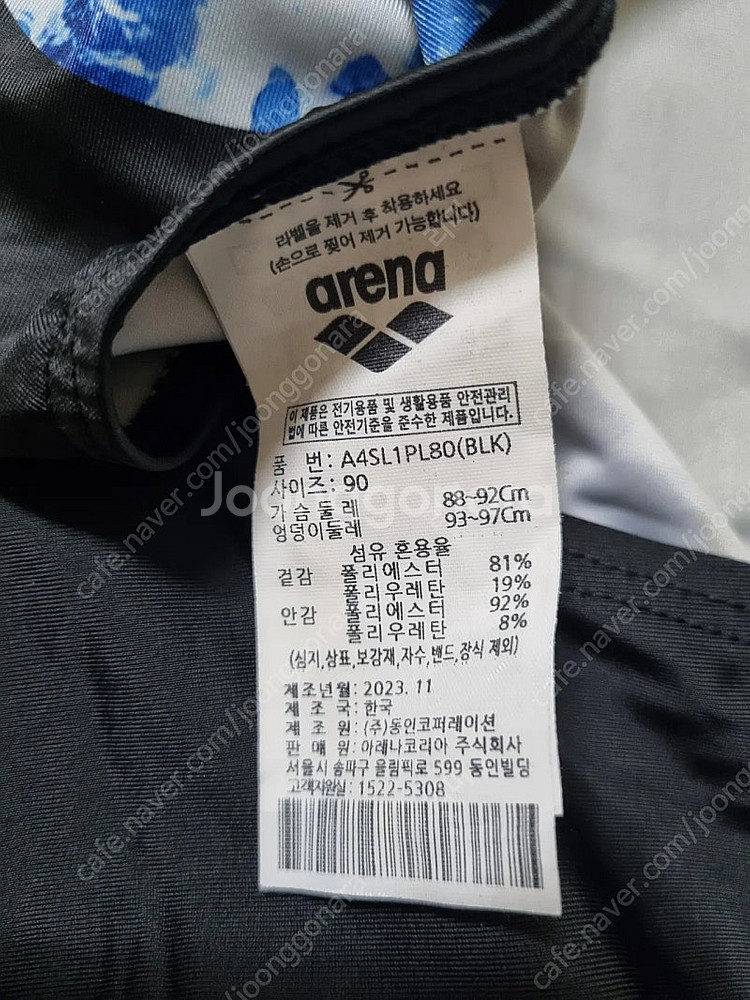 라벨을 제거 후 착용하세요
(손으로 찢어 제거 가능합니다)
arena
이 제품은 전기용품 및 생활용품 안전관리
법에 따른 안전기준을 준수한 제품입니다.
품 번: A4SL1PL80(BLK)
사이즈: 90
가슴둘레 88~92Cm
엉덩이둘레 93~97Cm
섬유 혼용율
겉감 폴리에스터 81%
폴리우레탄 19%
안감 폴리에스터 92%
폴리우레탄 8%
(심지,상표,보강재,자수,밴드,장식 제외)
제조년월: 2023. 11
제 조 국: 한국
제 조 원: (주)동인코퍼레이션
판 매 원: 아레나코리아 주식회사
서울시 송파구 올림픽로 599 동인빌딩
고객지원실: 1522-5308
Joonggonara
cafe.naver.com/joonggonara